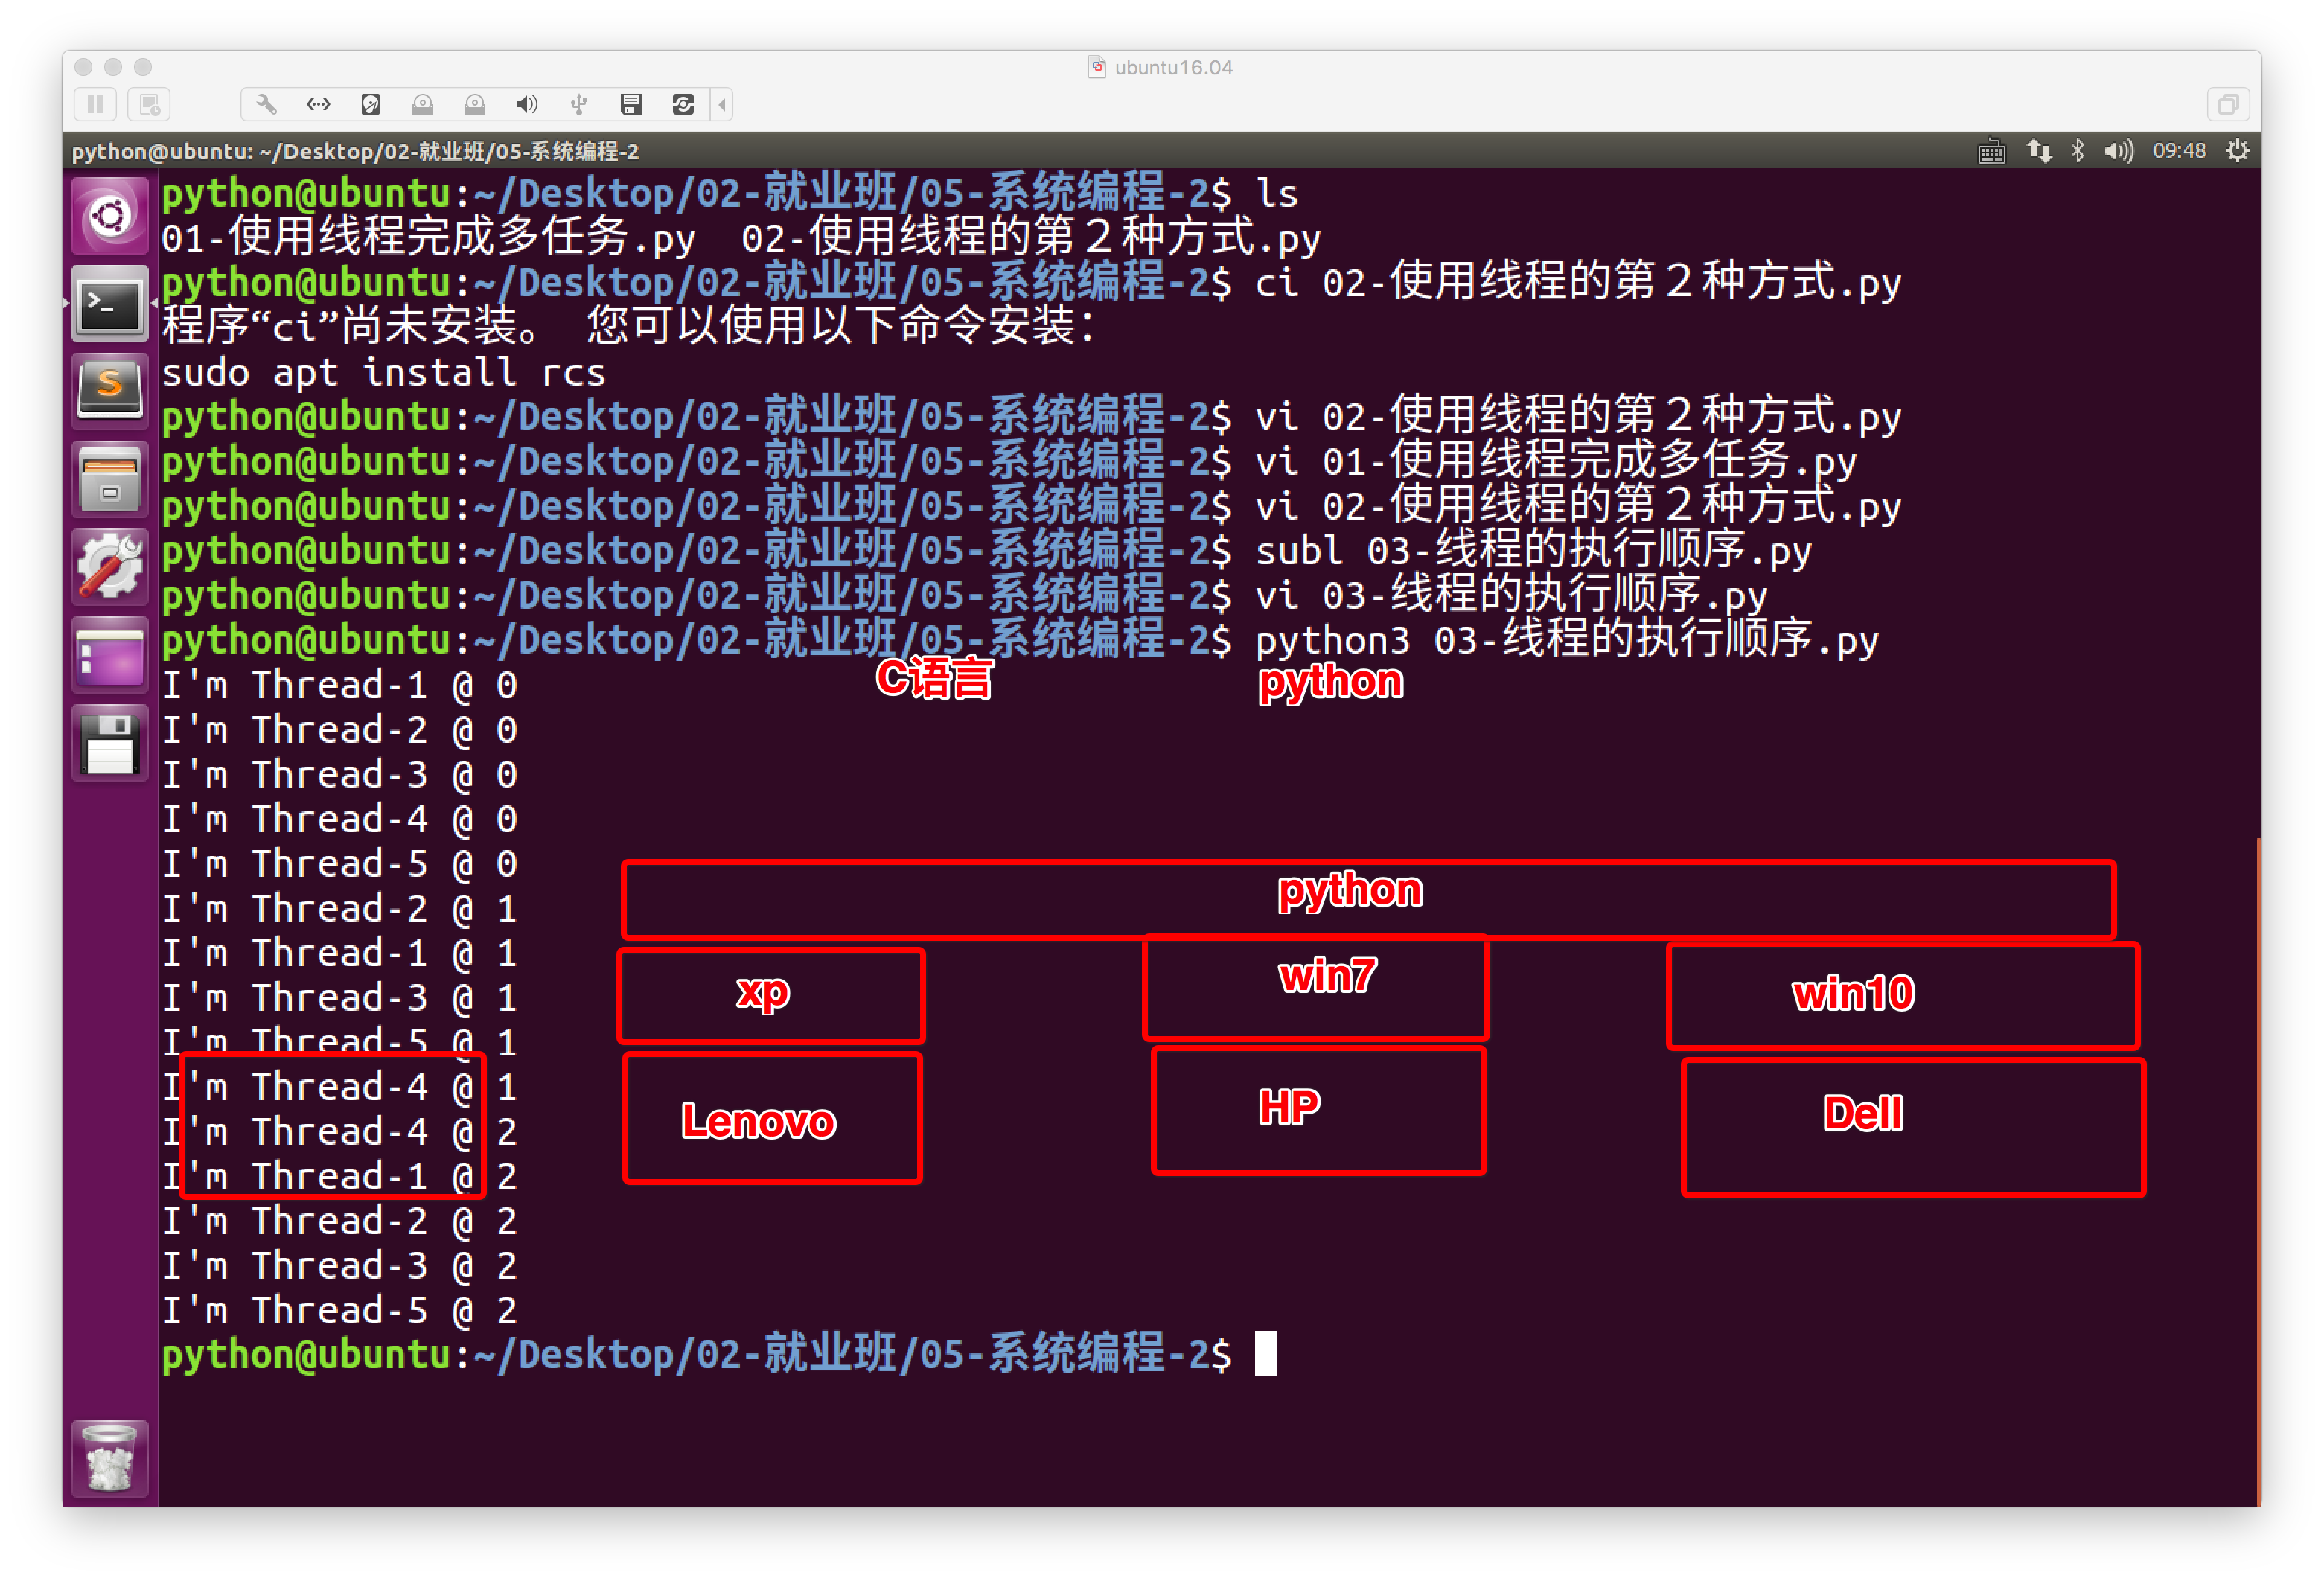 ubuntu16.04
python@ubuntu: ~/Desktop/02-就业班/05-系统编程-2
09:48
python@ubuntu:~/Desktop/02-就业班/05-系统编程-2$ ls
01-使用线程完成多任务.py  02-使用线程的第２种方式.py
python@ubuntu:~/Desktop/02-就业班/05-系统编程-2$ ci 02-使用线程的第２种方式.py
程序“ci”尚未安装。 您可以使用以下命令安装：
sudo apt install rcs
python@ubuntu:~/Desktop/02-就业班/05-系统编程-2$ vi 02-使用线程的第２种方式.py
python@ubuntu:~/Desktop/02-就业班/05-系统编程-2$ vi 01-使用线程完成多任务.py
python@ubuntu:~/Desktop/02-就业班/05-系统编程-2$ vi 02-使用线程的第２种方式.py
python@ubuntu:~/Desktop/02-就业班/05-系统编程-2$ subl 03-线程的执行顺序.py
python@ubuntu:~/Desktop/02-就业班/05-系统编程-2$ vi 03-线程的执行顺序.py
python@ubuntu:~/Desktop/02-就业班/05-系统编程-2$ python3 03-线程的执行顺序.py
C语言 python
I'm Thread-1 @ 0
I'm Thread-2 @ 0
I'm Thread-3 @ 0
I'm Thread-4 @ 0
I'm Thread-5 @ 0
python
I'm Thread-2 @ 1
I'm Thread-1 @ 1
xp win7 win10
I'm Thread-3 @ 1
I'm Thread-5 @ 1
I'm Thread-4 @ 1
Lenovo HP Dell
I'm Thread-4 @ 2
I'm Thread-1 @ 2
I'm Thread-2 @ 2
I'm Thread-3 @ 2
I'm Thread-5 @ 2
python@ubuntu:~/Desktop/02-就业班/05-系统编程-2$